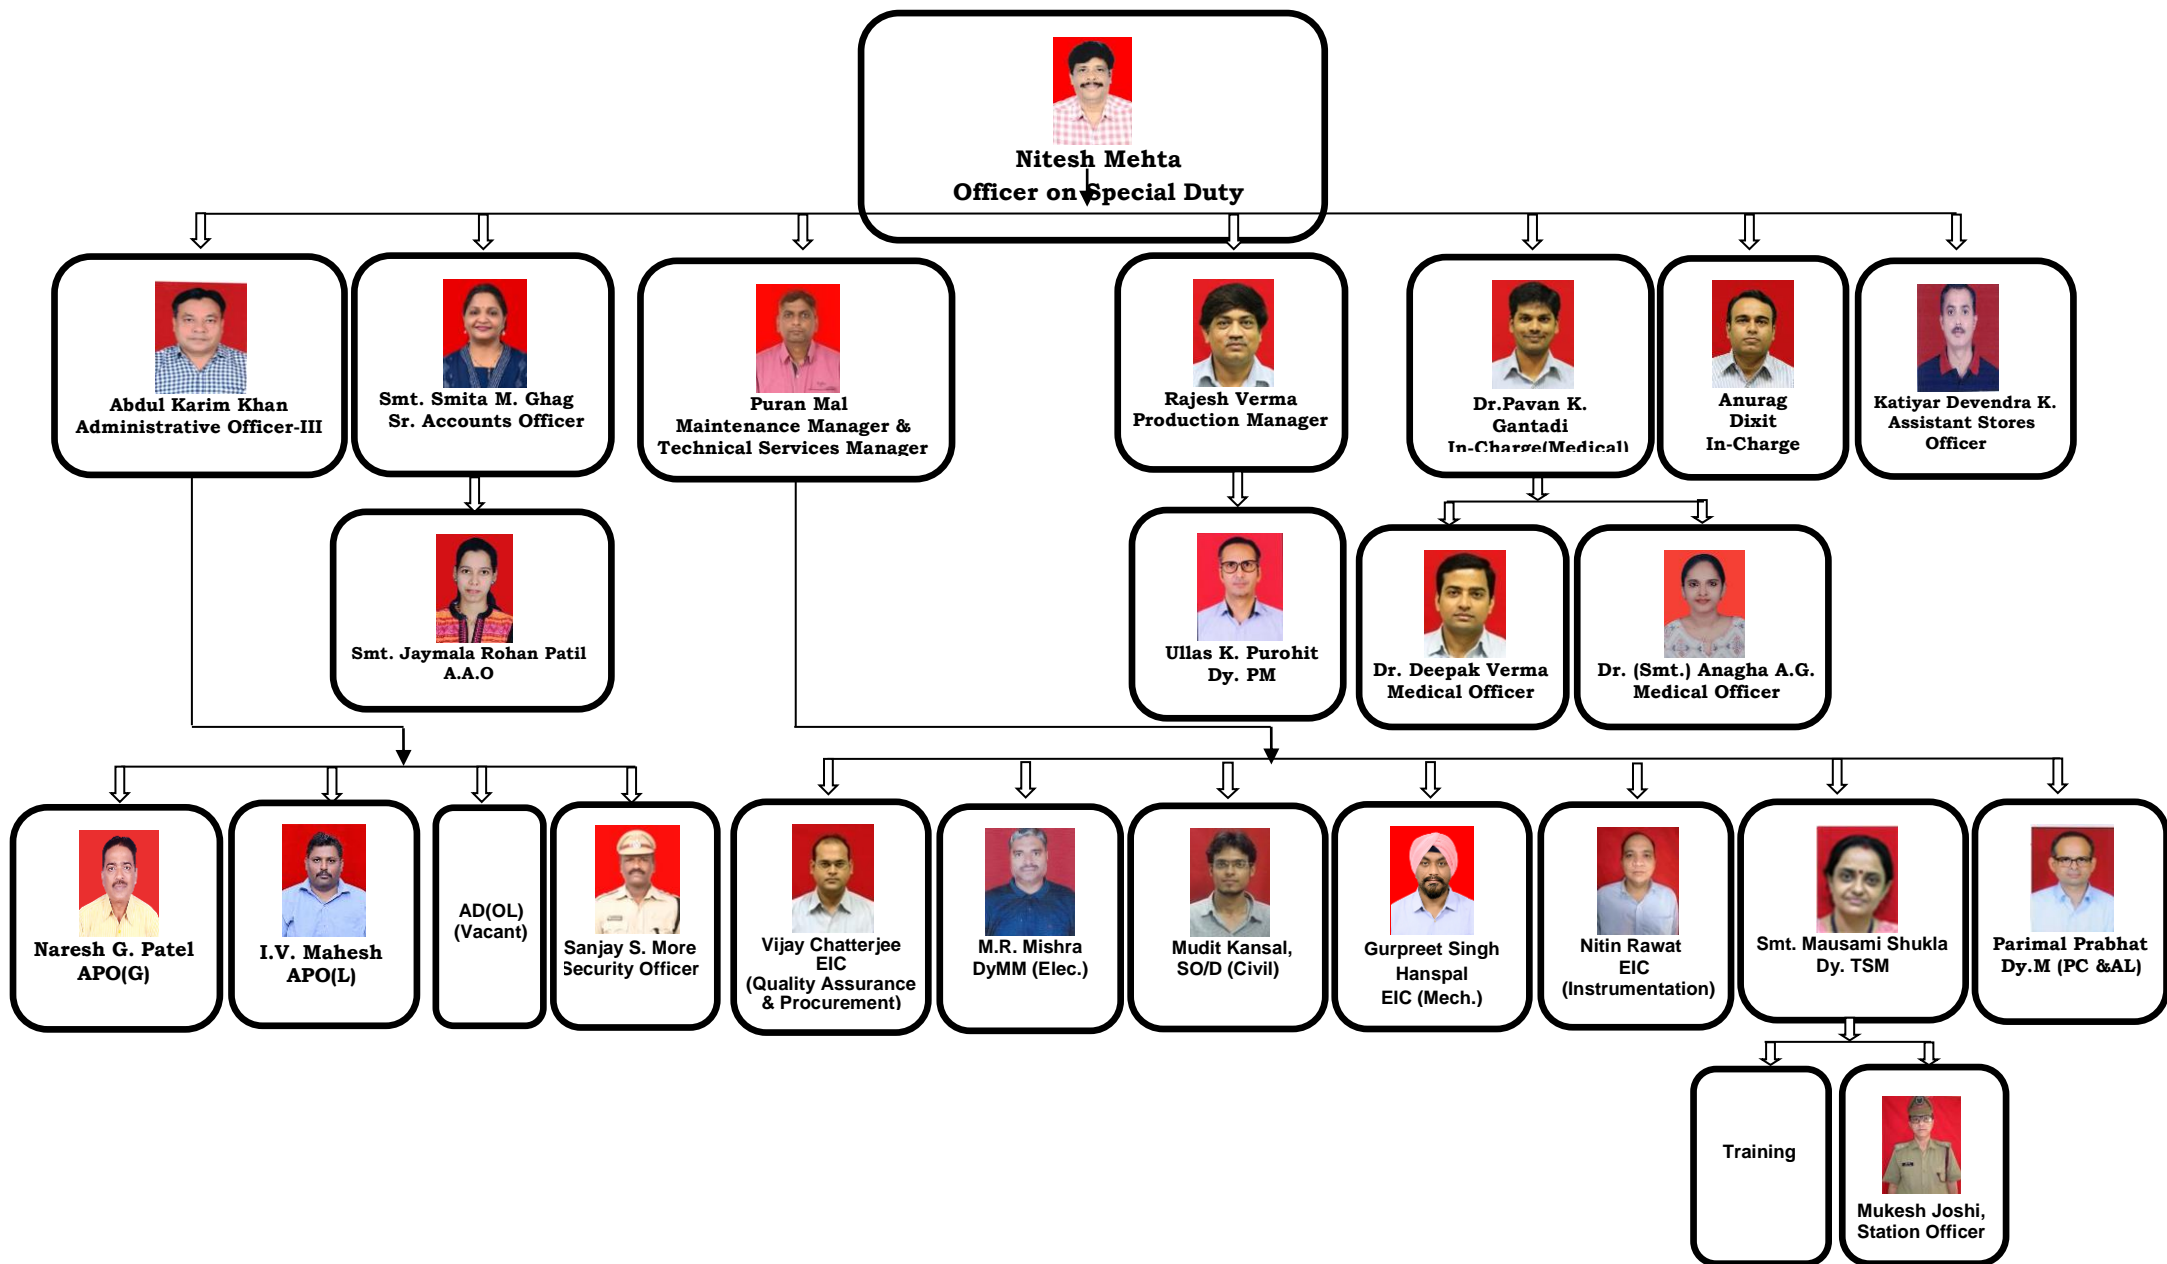 Nitesh Mehta
Officer on Special Duty
Abdul Karim Khan
Administrative Officer-III
Smt. Smita M. Ghag
Sr. Accounts Officer
Puran Mal
Maintenance Manager &
Technical Services Manager
Rajesh Verma
Production Manager
Dr.Pavan K.
Gantadi
In-Charge(Medical)
Anurag
Dixit
In-Charge
Katiyar Devendra K.
Assistant Stores
Officer
Smt. Jaymala Rohan Patil
A.A.O
Ullas K. Purohit
Dy. PM
Dr. Deepak Verma
Medical Officer
Dr. (Smt.) Anagha A.G.
Medical Officer
Naresh G. Patel
APO(G)
I.V. Mahesh
APO(L)
AD(OL)
(Vacant)
Sanjay S. More
Security Officer
Vijay Chatterjee
EIC
(Quality Assurance
& Procurement)
M.R. Mishra
DyMM (Elec.)
Mudit Kansal,
SO/D (Civil)
Gurpreet Singh
Hanspal
EIC (Mech.)
Nitin Rawat
EIC
(Instrumentation)
Smt. Mausami Shukla
Dy. TSM
Parimal Prabhat
Dy.M (PC &AL)
Training
Mukesh Joshi,
Station Officer